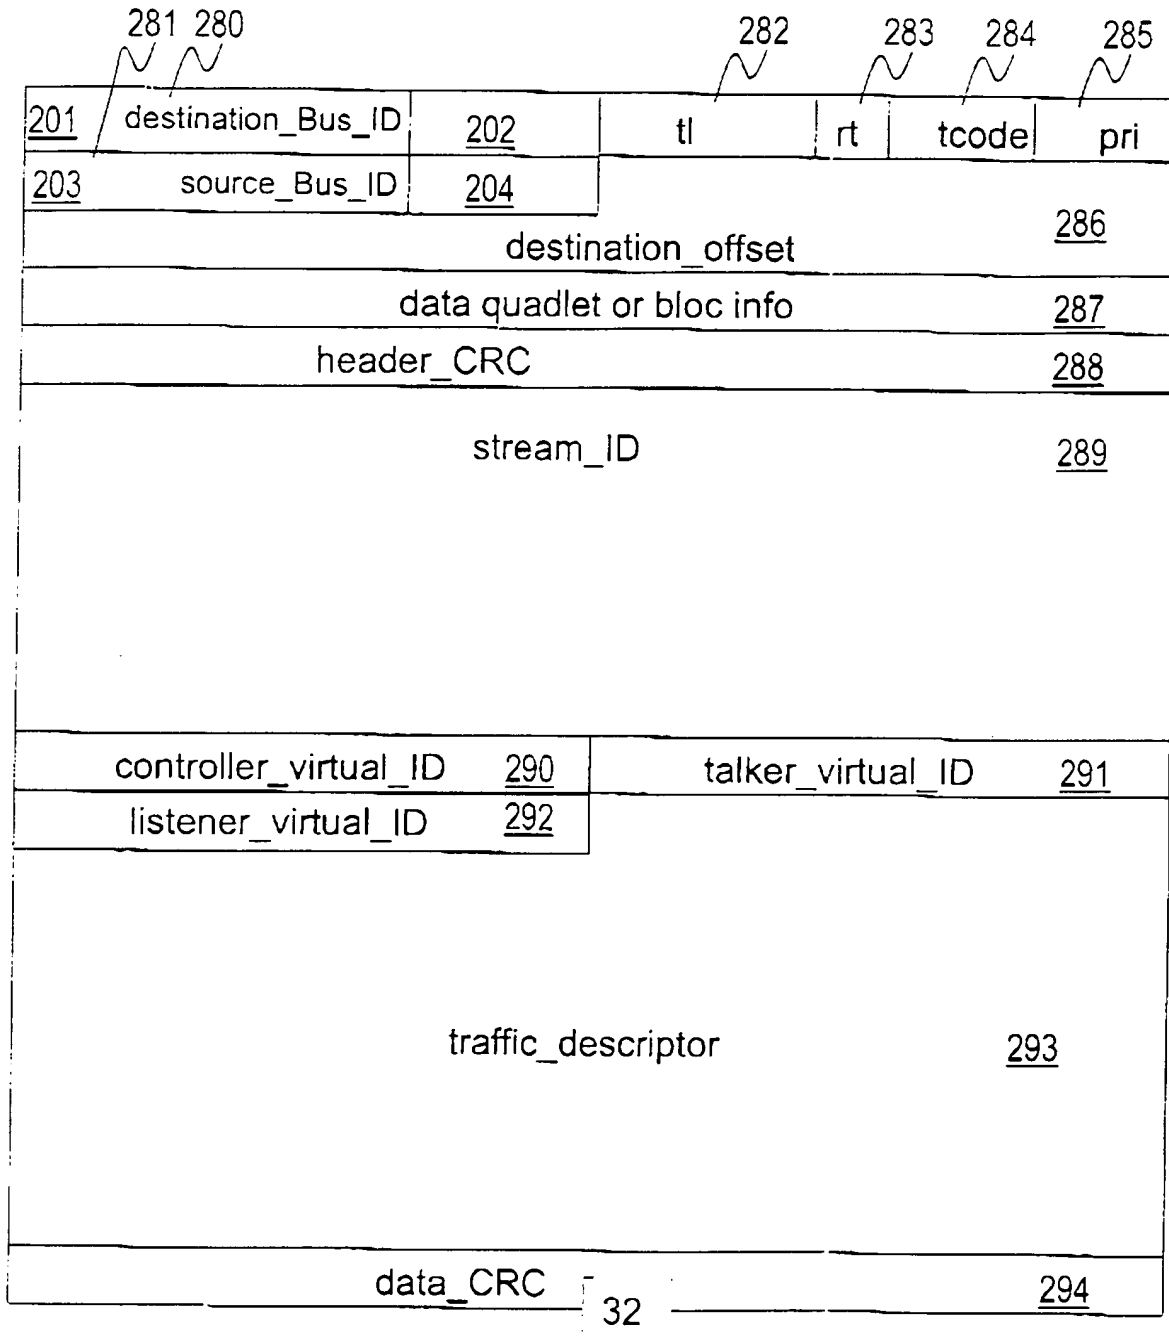 281 280 282 283 284 285
201 destination_Bus_ID 202 tl rt tcode pri
203 source_Bus_ID 204
286
destination_offset
data quadlet or bloc info 287
header_CRC 288
stream_ID 289
controller_virtual_ID 290 talker_virtual_ID 291
listener_virtual_ID 292
traffic_descriptor 293
data_CRC 294
32